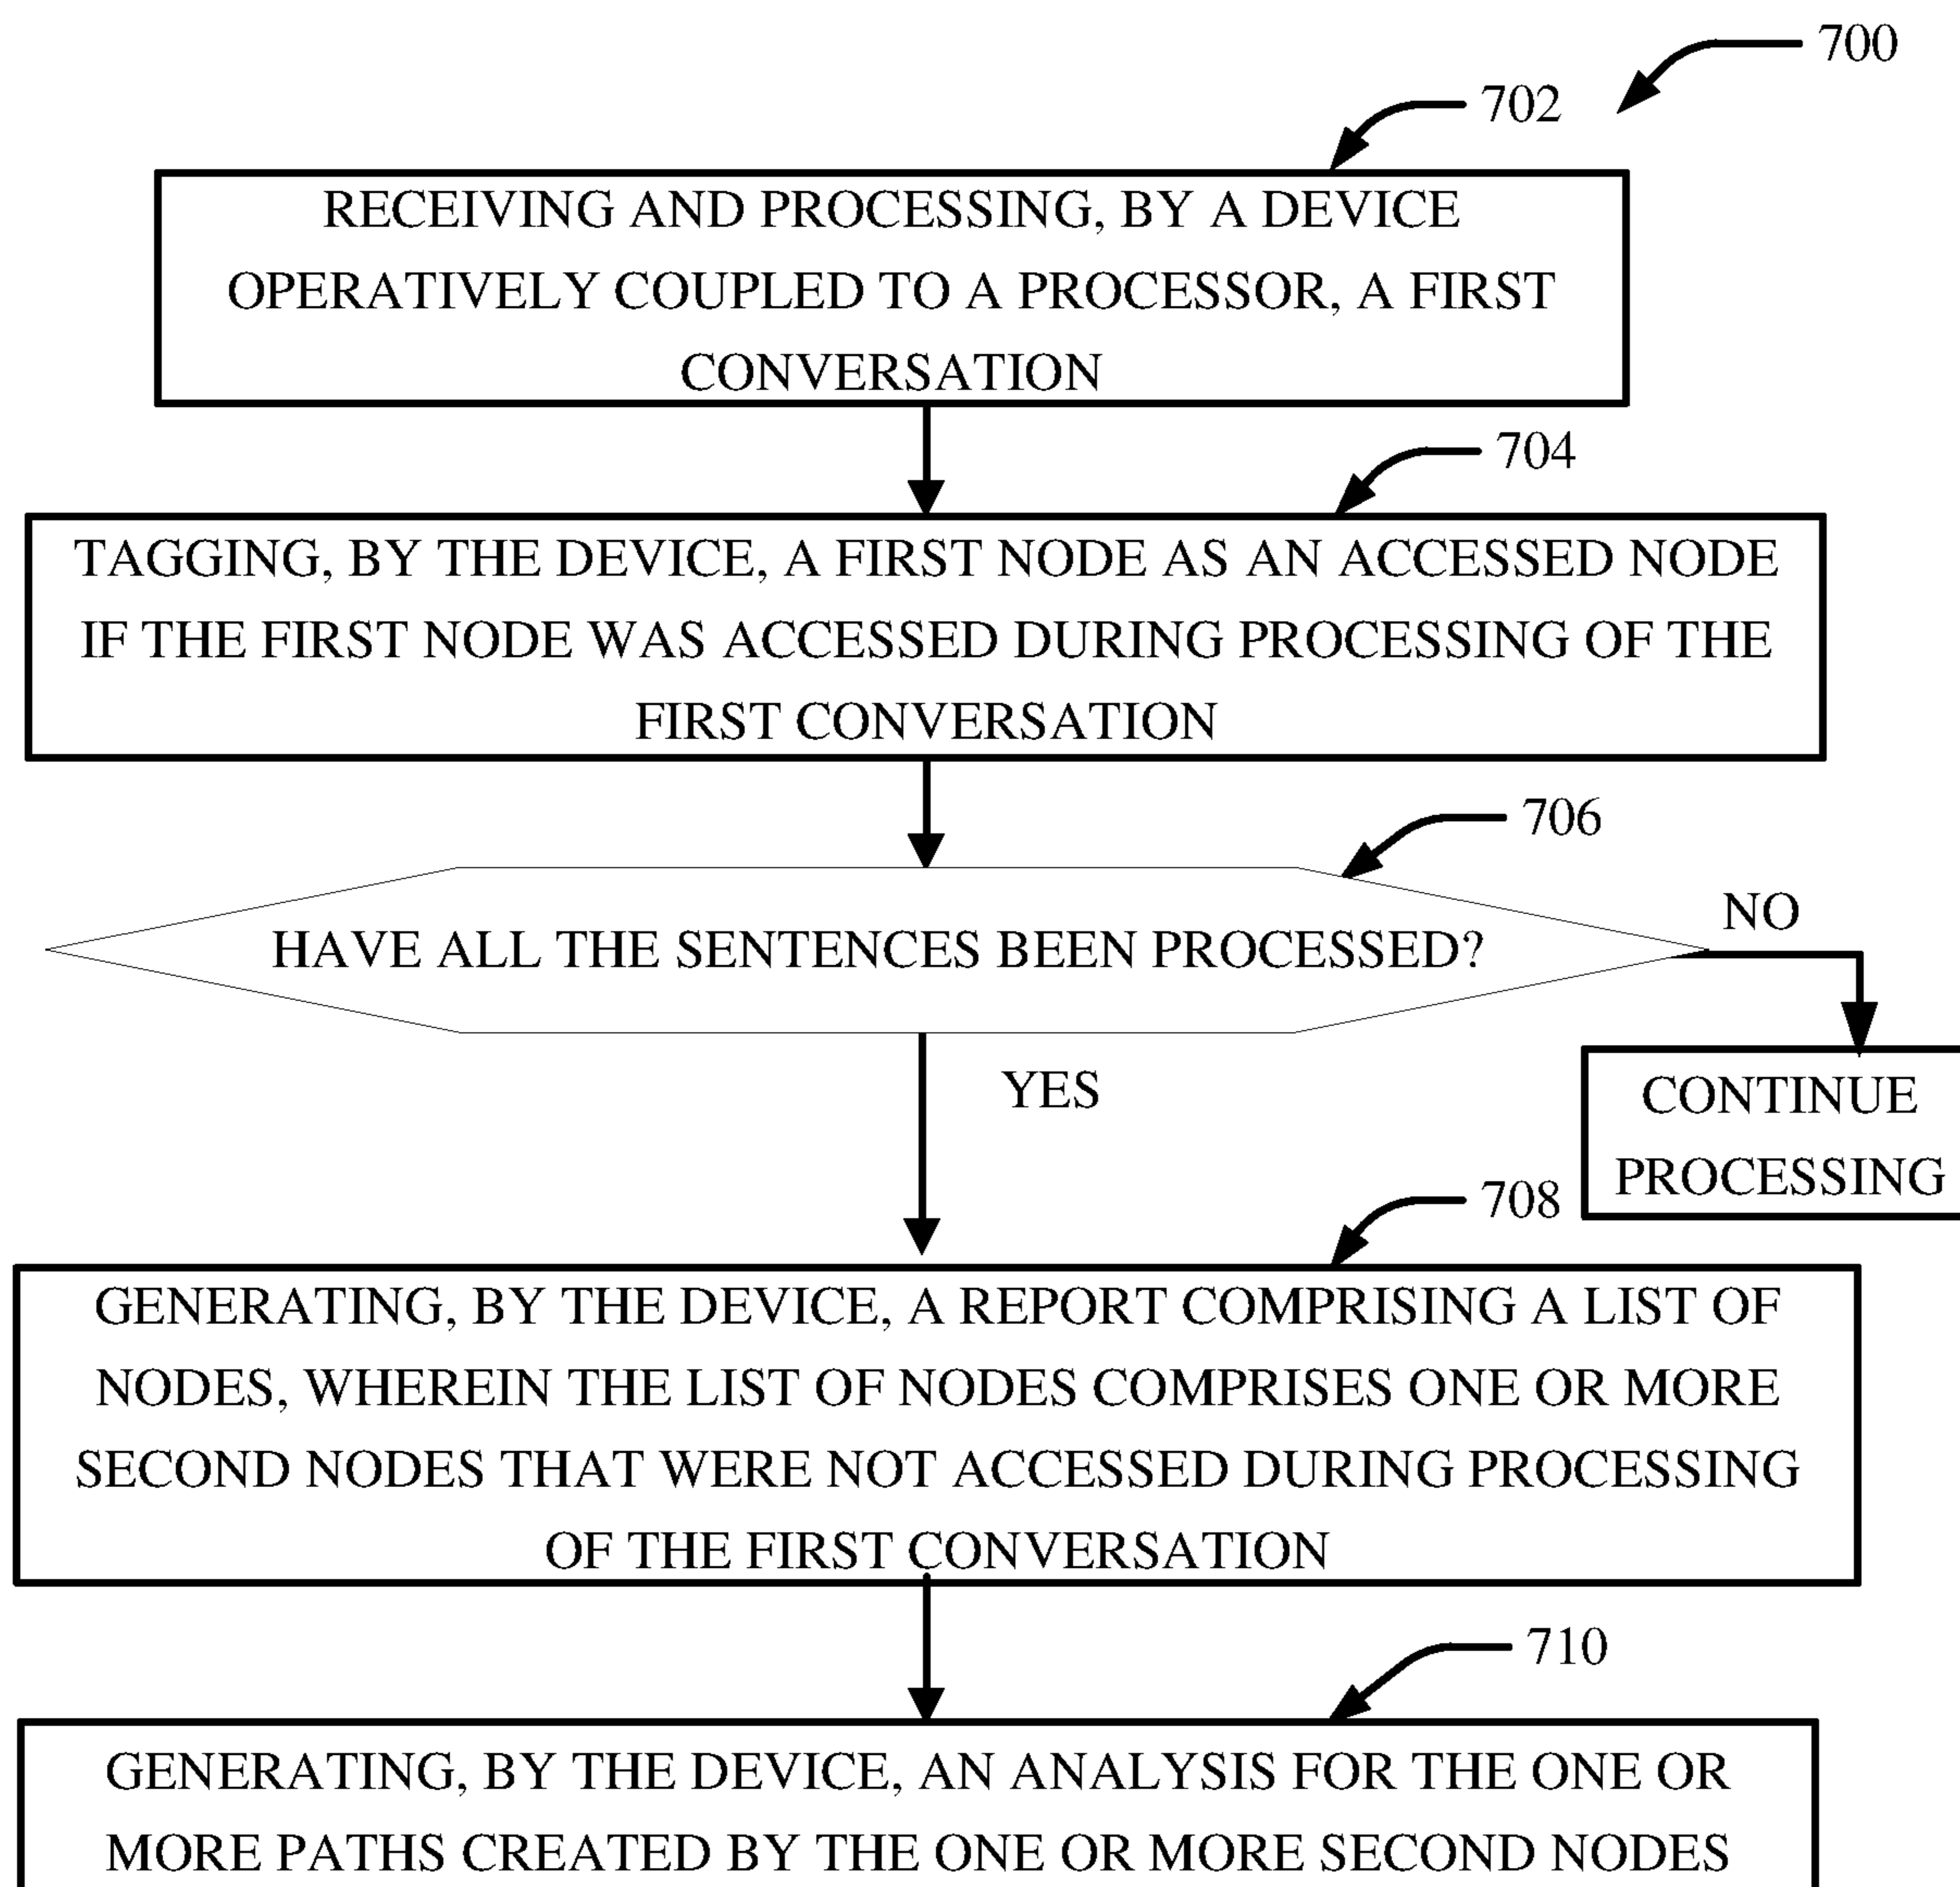 700
702
RECEIVING AND PROCESSING, BY A DEVICE
OPERATIVELY COUPLED TO A PROCESSOR, A FIRST
CONVERSATION
704
TAGGING, BY THE DEVICE, A FIRST NODE AS AN ACCESSED NODE
IF THE FIRST NODE WAS ACCESSED DURING PROCESSING OF THE
FIRST CONVERSATION
706
HAVE ALL THE SENTENCES BEEN PROCESSED?
NO
YES
CONTINUE
PROCESSING
708
GENERATING, BY THE DEVICE, A REPORT COMPRISING A LIST OF
NODES, WHEREIN THE LIST OF NODES COMPRISES ONE OR MORE
SECOND NODES THAT WERE NOT ACCESSED DURING PROCESSING
OF THE FIRST CONVERSATION
710
GENERATING, BY THE DEVICE, AN ANALYSIS FOR THE ONE OR
MORE PATHS CREATED BY THE ONE OR MORE SECOND NODES